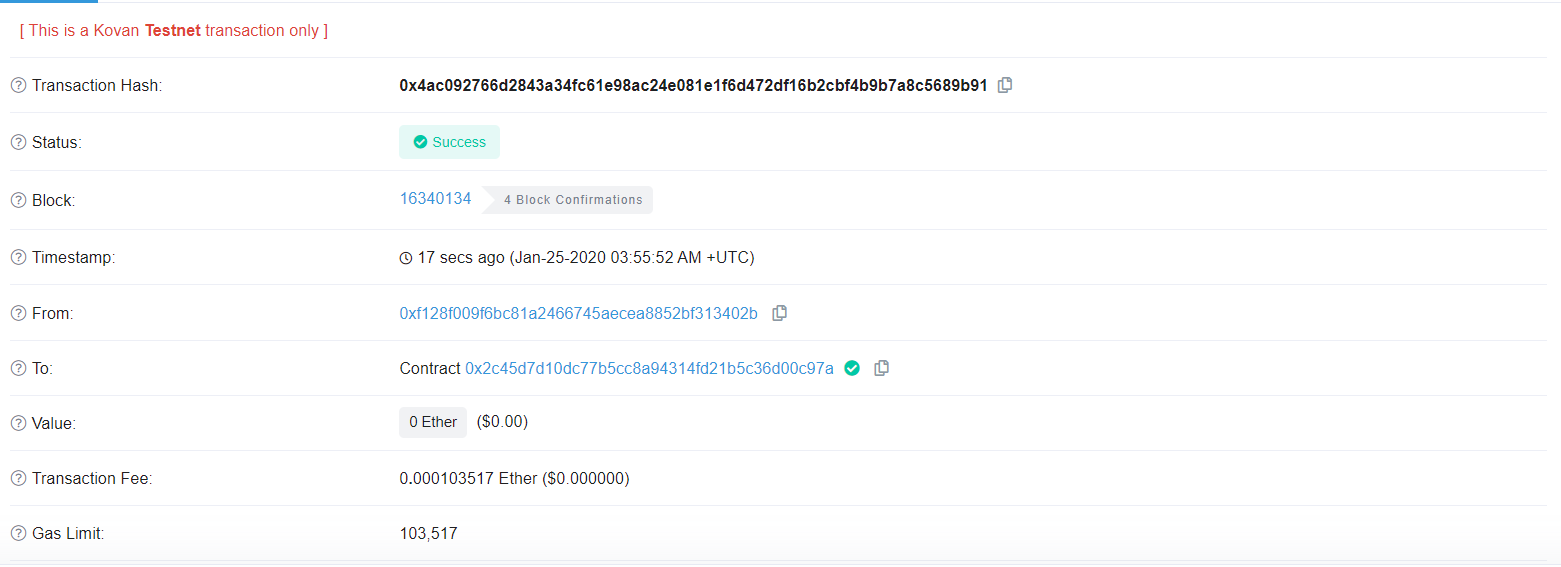 [ This is a Kovan Testnet transaction only ]
Transaction Hash: 0x4ac092766d2843a34fc61e98ac24e081e1f6d472df16b2cbf4b9b7a8c5689b91
Status: Success
Block: 16340134 4 Block Confirmations
Timestamp: 17 secs ago (Jan-25-2020 03:55:52 AM +UTC)
From: 0xf128f009f6bc81a2466745aecea8852bf313402b
To: Contract 0x2c45d7d10dc77b5cc8a94314fd21b5c36d00c97a
Value: 0 Ether ($0.00)
Transaction Fee: 0.000103517 Ether ($0.000000)
Gas Limit: 103,517